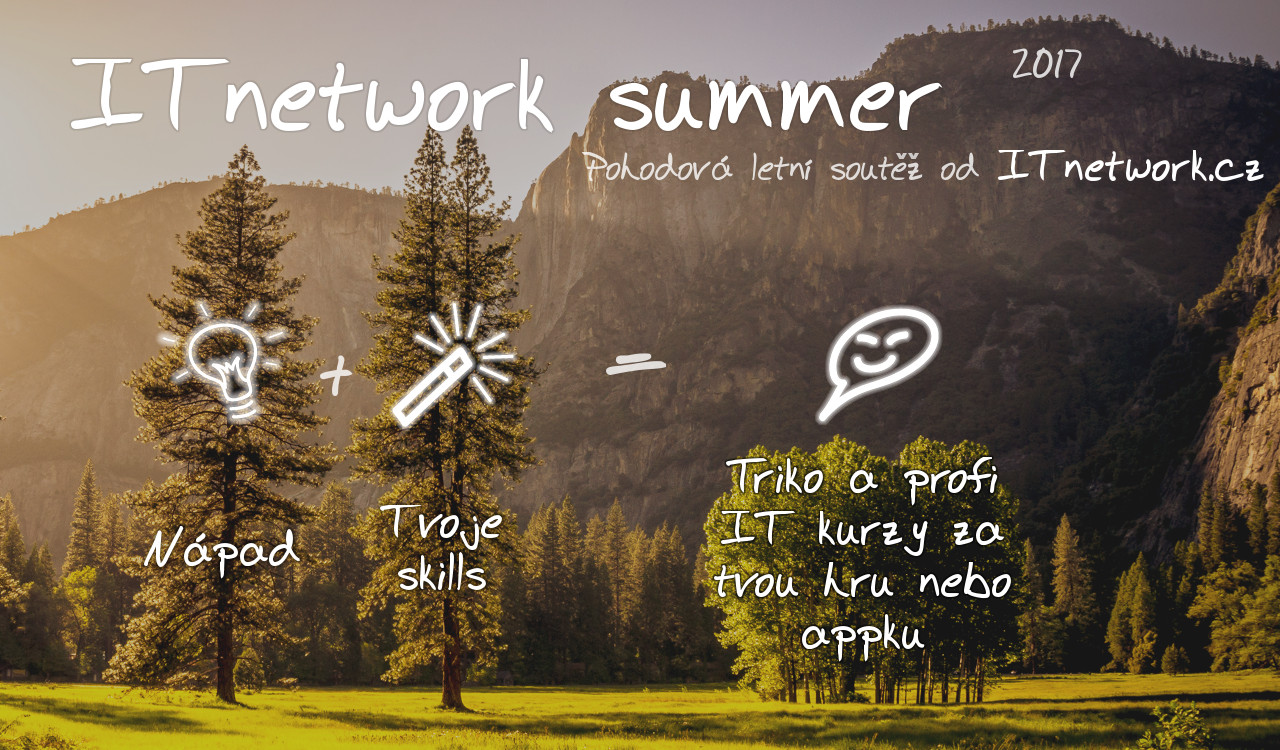 ITnetwork summer 2017
Pohodová letní soutěž od ITnetwork.cz
+
=
Nápad
Tvoje
skills
Triko a profi
IT kurzy za
tvou hru nebo
appku